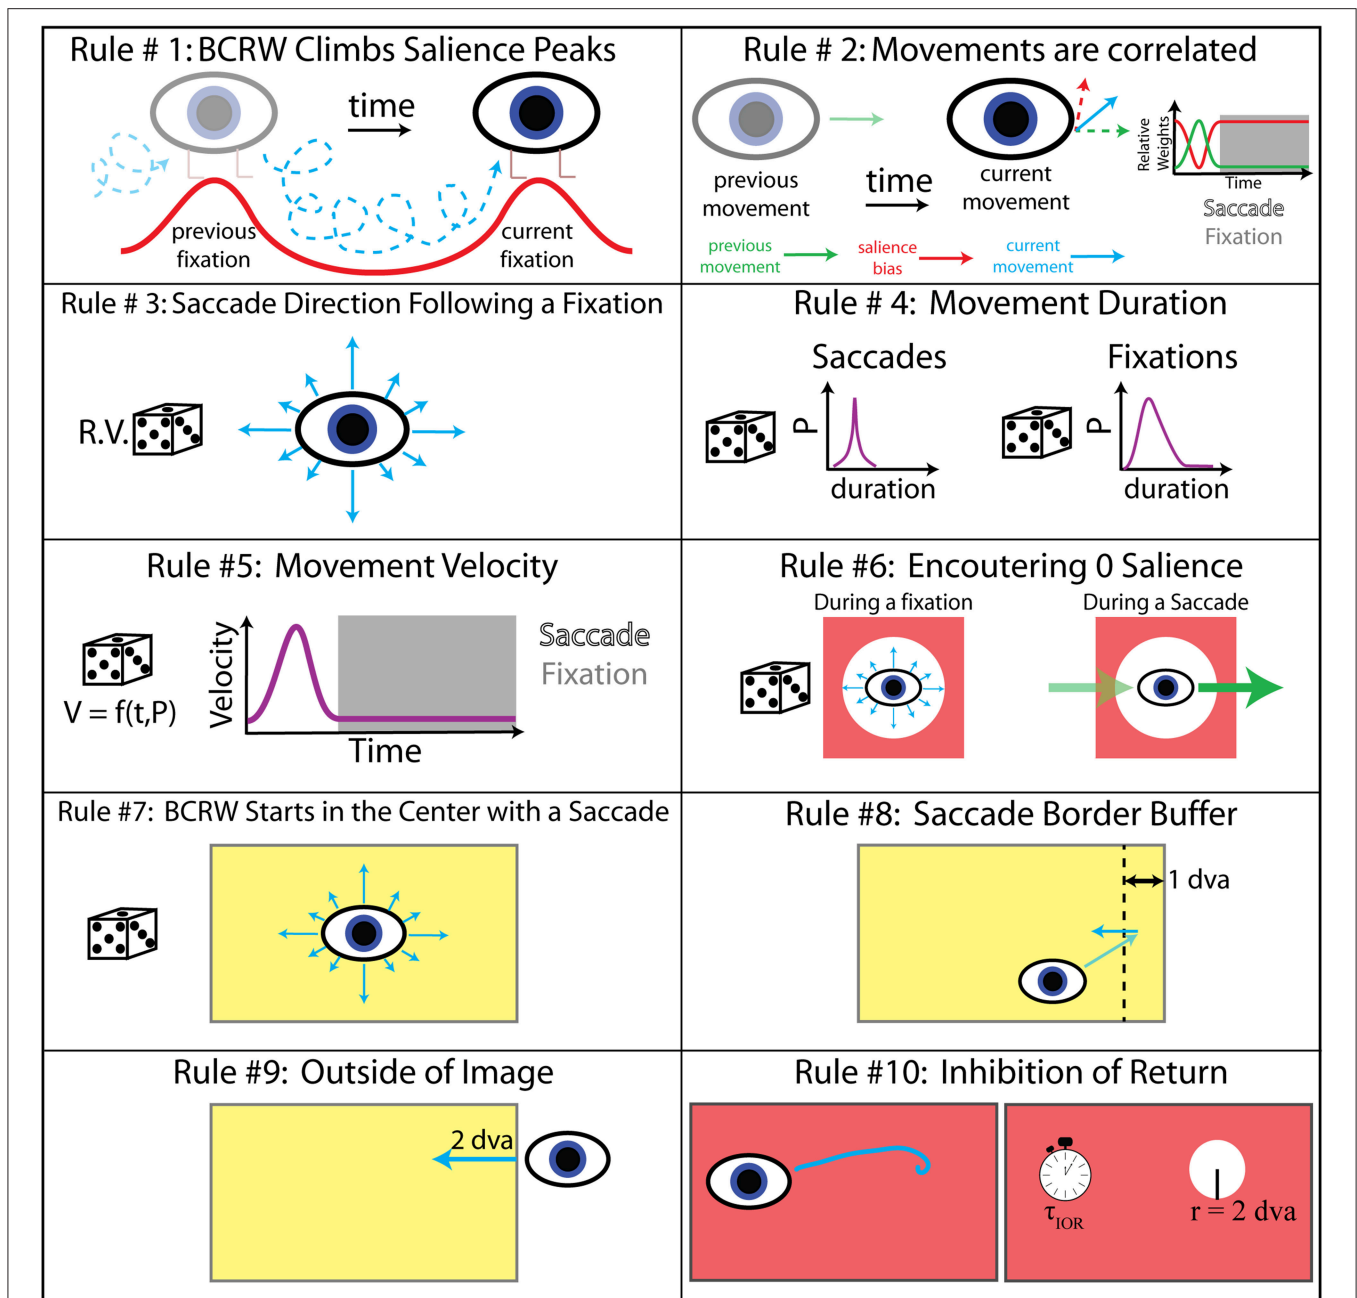 Rule # 1: BCRW Climbs Salience Peaks
time
previous
fixation
current
fixation
Rule # 2: Movements are correlated
previous
movement
time
current
movement
Relative
Weights
Time
Saccade
Fixation
previous
movement
salience
bias
current
movement
Rule # 3: Saccade Direction Following a Fixation
R.V.
Rule # 4: Movement Duration
Saccades
P
duration
Fixations
P
duration
Rule #5: Movement Velocity
V = f(t,P)
Velocity
Time
Saccade
Fixation
Rule #6: Encoutering 0 Salience
During a fixation
During a Saccade
Rule #7: BCRW Starts in the Center with a Saccade
Rule #8: Saccade Border Buffer
1 dva
Rule #9: Outside of Image
2 dva
Rule #10: Inhibition of Return
τIOR
r = 2 dva